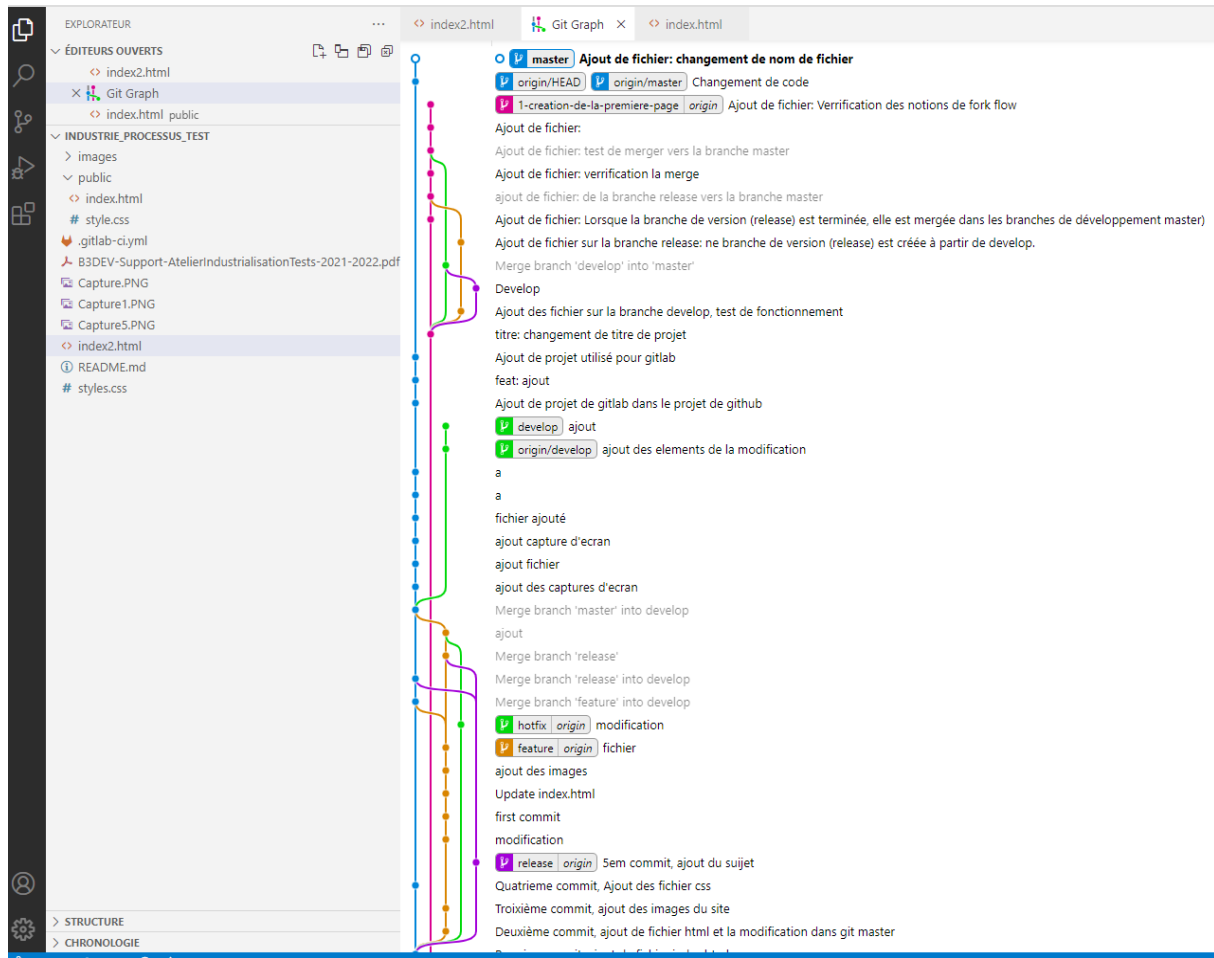 EXPLORATEUR ...
ÉDITEURS OUVERTS
index2.html
Git Graph
index.html public
INDUSTRIE_PROCESSUS_TEST
images
public
index.html
# style.css
.gitlab-ci.yml
B3DEV-Support-AtelierIndustrialisationTests-2021-2022.pdf
Capture.PNG
Capture1.PNG
Capture5.PNG
index2.html
README.md
# styles.css
STRUCTURE
CHRONOLOGIE
index2.html Git Graph index.html
master Ajout de fichier: changement de nom de fichier
origin/HEAD origin/master Changement de code
1-creation-de-la-premiere-page origin Ajout de fichier: Verrification des notions de fork flow
Ajout de fichier:
Ajout de fichier: test de merger vers la branche master
Ajout de fichier: verrification la merge
ajout de fichier: de la branche release vers la branche master
Ajout de fichier: Lorsque la branche de version (release) est terminée, elle est mergée dans les branches de développement master)
Ajout de fichier sur la branche release: ne branche de version (release) est créée à partir de develop.
Merge branch 'develop' into 'master'
Develop
Ajout des fichier sur la branche develop, test de fonctionnement
titre: changement de titre de projet
Ajout de projet utilisé pour gitlab
feat: ajout
Ajout de projet de gitlab dans le projet de github
develop ajout
origin/develop ajout des elements de la modification
a
a
fichier ajouté
ajout capture d'ecran
ajout fichier
ajout des captures d'ecran
Merge branch 'master' into develop
ajout
Merge branch 'release'
Merge branch 'release' into develop
Merge branch 'feature' into develop
hotfix origin modification
feature origin fichier
ajout des images
Update index.html
first commit
modification
release origin 5em commit, ajout du suijet
Quatrieme commit, Ajout des fichier css
Troixième commit, ajout des images du site
Deuxième commit, ajout de fichier html et la modification dans git master